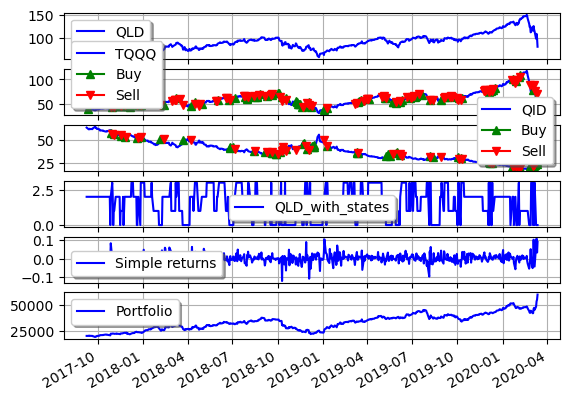 150
QLD
100
TQQQ
100
Buy
Sell
50
QID
50
Buy
25
Sell
2.5
QLD_with_states
0.0
0.1
0.0
Simple returns
−0.1
50000
Portfolio
25000
2017-10
2018-01
2018-04
2018-07
2018-10
2019-01
2019-04
2019-07
2019-10
2020-01
2020-04